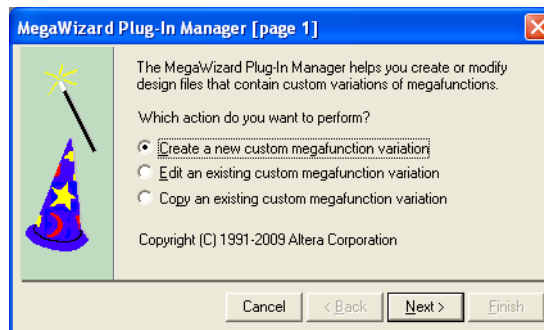 MegaWizard Plug-In Manager [page 1]
The MegaWizard Plug-In Manager helps you create or modify
design files that contain custom variations of megafunctions.
Which action do you want to perform?
Create a new custom megafunction variation
Edit an existing custom megafunction variation
Copy an existing custom megafunction variation
Copyright (C) 1991-2009 Altera Corporation
Cancel < Back Next > Finish